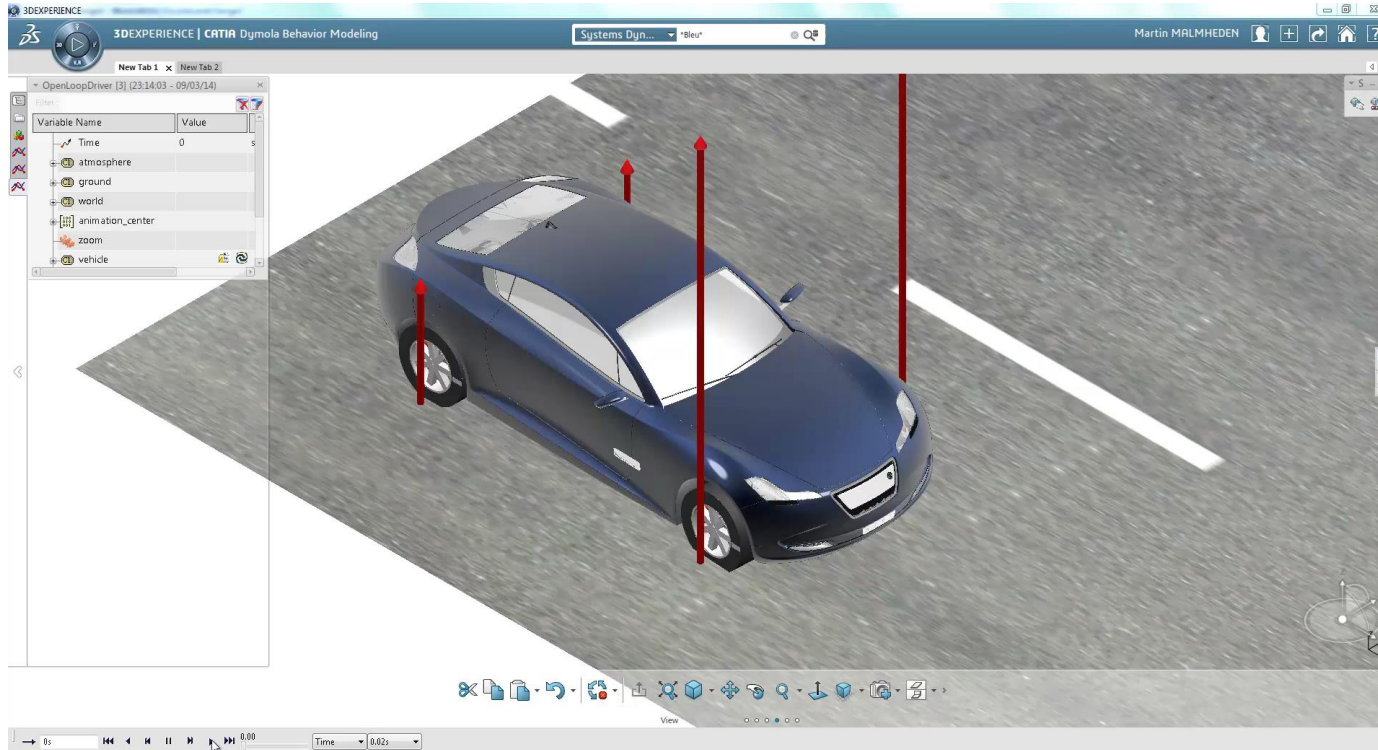 3DEXPERIENCE
3DEXPERIENCE | CATIA Dymola Behavior Modeling
Systems Dyn...
*Bleu*
Martin MALMHEDEN
New Tab 1 x
New Tab 2
OpenLoopDriver [3] (23:14:03 - 09/03/14)
Filter
Variable Name Value
Time 0 s
atmosphere
ground
world
animation_center
zoom
vehicle
View
0s
0.00
Time
0.02s